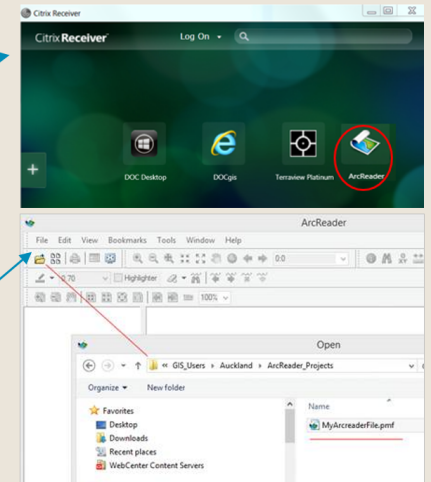 Citrix Receiver
Citrix Receiver Log On
DOC Desktop DOCgis Terraview Platinum ArcReader
ArcReader
File Edit View Bookmarks Tools Window Help
0:0
0.70 Highlighter
100%
Open
« GIS_Users › Auckland › ArcReader_Projects
Organize New folder
Favorites Name
Desktop MyArcreaderFile.pmf
Downloads
Recent places
WebCenter Content Servers